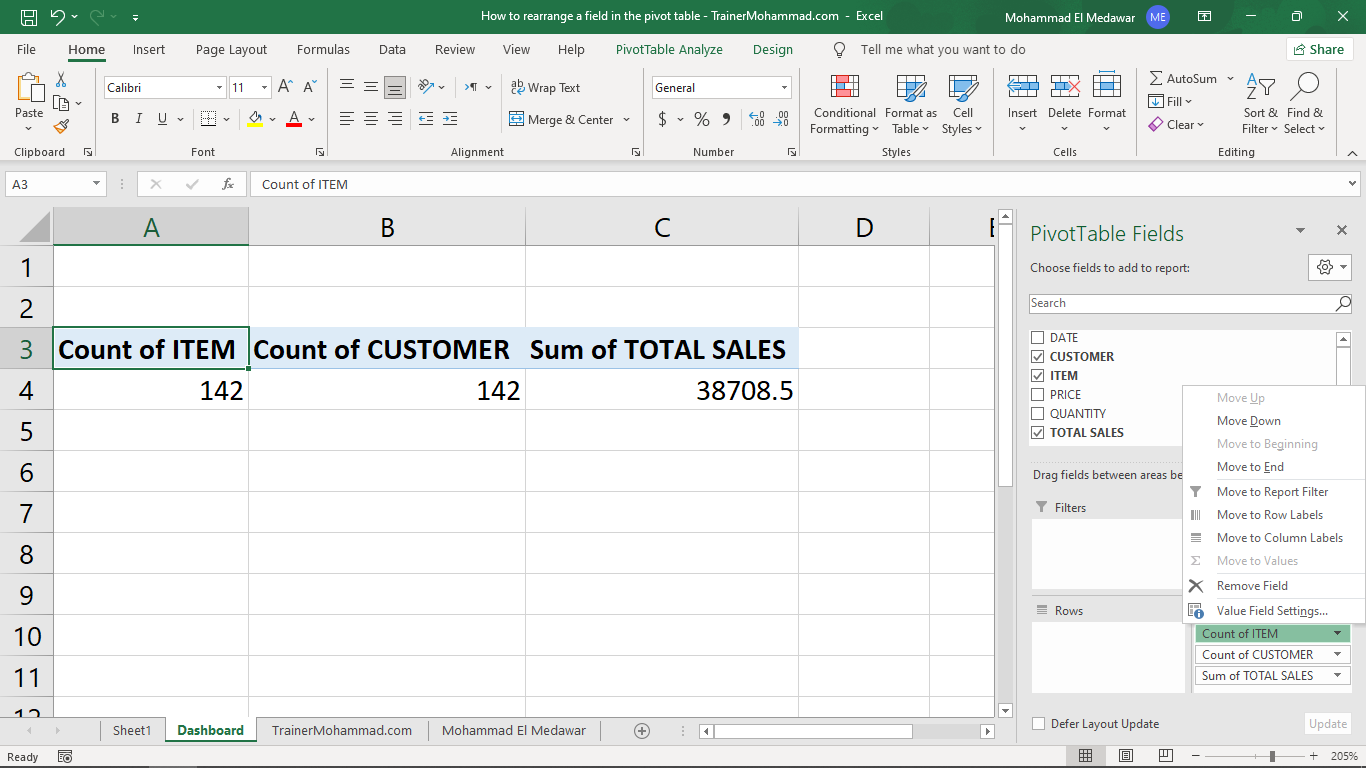 How to rearrange a field in the pivot table - TrainerMohammad.com - Excel
Mohammad El Medawar ME
File Home Insert Page Layout Formulas Data Review View Help PivotTable Analyze Design Tell me what you want to do Share
Paste
Clipboard
Calibri 11
B I U
Font
Wrap Text
Merge & Center
Alignment
General
$ % 9
Number
Conditional Formatting
Format as Table
Cell Styles
Styles
Insert Delete Format
Cells
AutoSum
Fill
Clear
Sort & Filter
Find & Select
Editing
A3 fx Count of ITEM
A B C D
1
2
3 Count of ITEM Count of CUSTOMER Sum of TOTAL SALES
4 142 142 38708.5
5
6
7
8
9
10
11
12
PivotTable Fields
Choose fields to add to report:
Search
DATE
CUSTOMER
ITEM
PRICE
QUANTITY
TOTAL SALES
Drag fields between areas be
Filters
Rows
Move Up
Move Down
Move to Beginning
Move to End
Move to Report Filter
Move to Row Labels
Move to Column Labels
Move to Values
Remove Field
Value Field Settings...
Count of ITEM
Count of CUSTOMER
Sum of TOTAL SALES
Defer Layout Update Update
Sheet1 Dashboard TrainerMohammad.com Mohammad El Medawar
Ready 205%